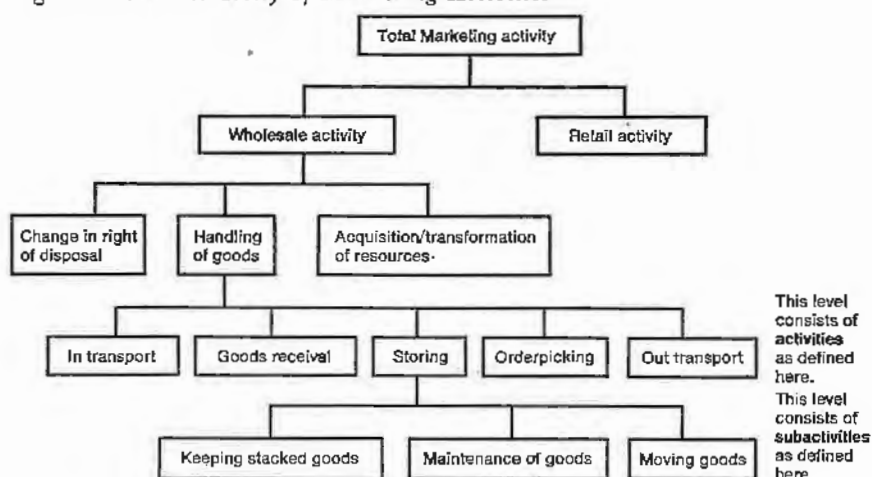 Total Marketing activity
Wholesale activity
Retail activity
Change in right
of disposal
Handling
of goods
Acquisition/transformation
of resources·
This level
consists of
activities
as defined
here.
In transport
Goods receival
Storing
Orderpicking
Out transport
This level
consists of
subactivities
as defined
here
Keeping stacked goods
Maintenance of goods
Moving goods